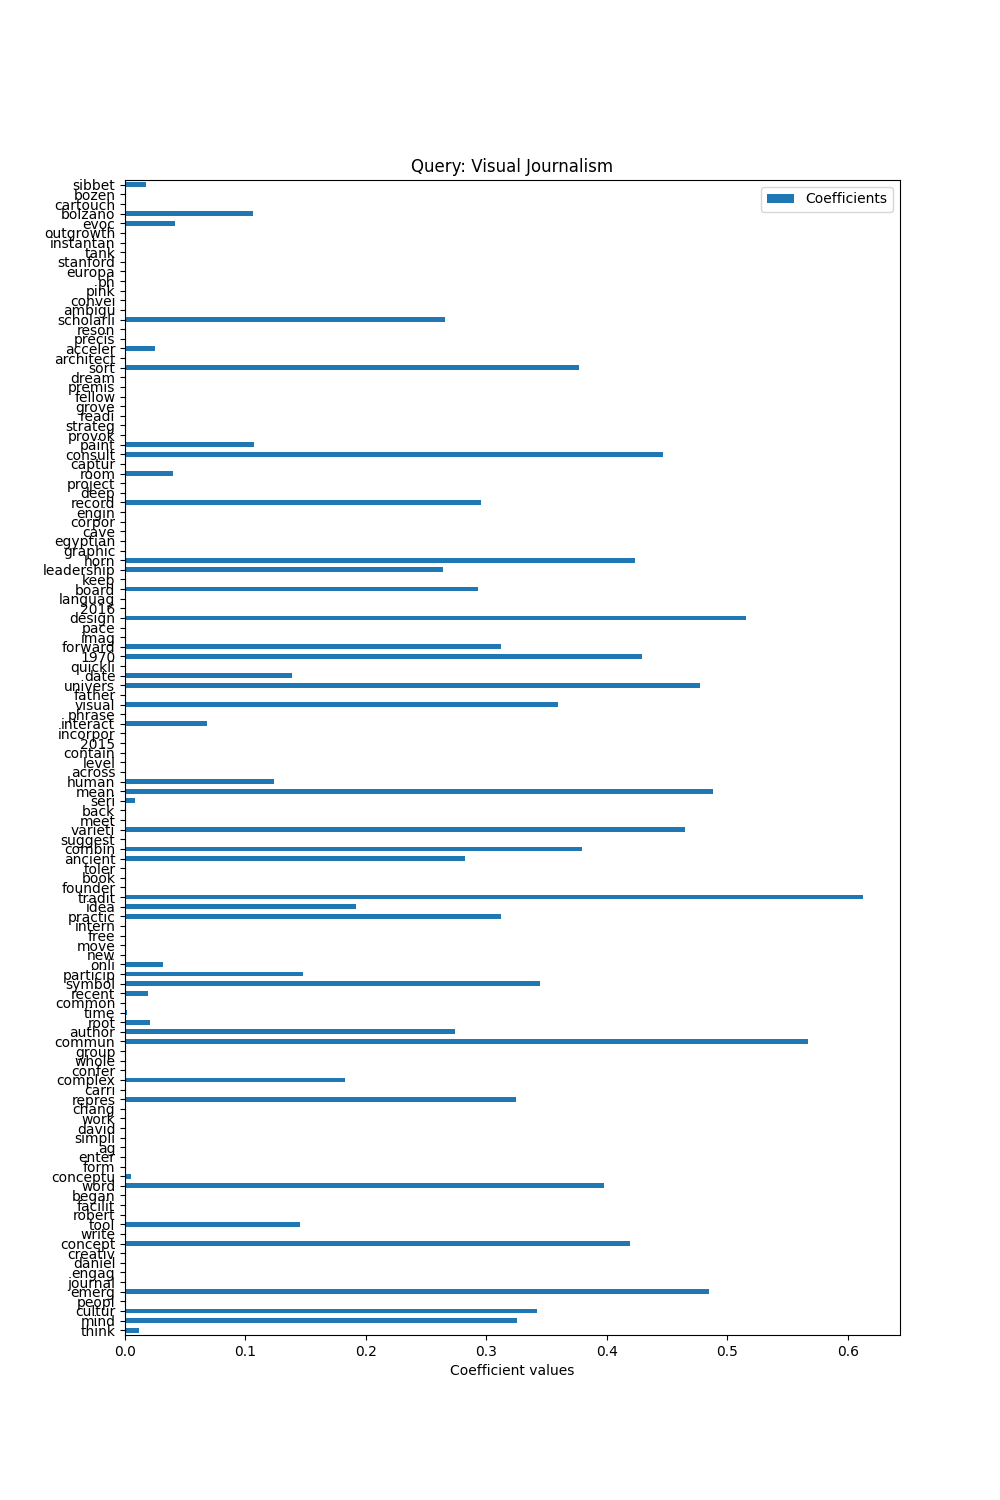 Query: Visual Journalism
Coefficients
sibbet
bozen
cartouch
bolzano
evoc
outgrowth
instantan
tank
stanford
europa
ph
pink
convei
ambigu
scholarli
reson
precis
acceler
architect
sort
dream
premis
fellow
grove
readi
strateg
provok
paint
consult
captur
room
project
deep
record
engin
corpor
cave
egyptian
graphic
horn
leadership
keep
board
languag
2016
design
pace
imag
forward
1970
quickli
date
univers
father
visual
phrase
interact
incorpor
2015
contain
level
across
human
mean
seri
back
meet
varieti
suggest
combin
ancient
toler
book
founder
tradit
idea
practic
intern
free
move
new
onli
particip
symbol
recent
common
time
root
author
commun
group
whole
confer
complex
carri
repres
chang
work
david
simpli
ag
enter
form
conceptu
word
began
facilit
robert
tool
write
concept
creativ
daniel
engag
journal
emerg
peopl
cultur
mind
think
0.0 0.1 0.2 0.3 0.4 0.5 0.6
Coefficient values